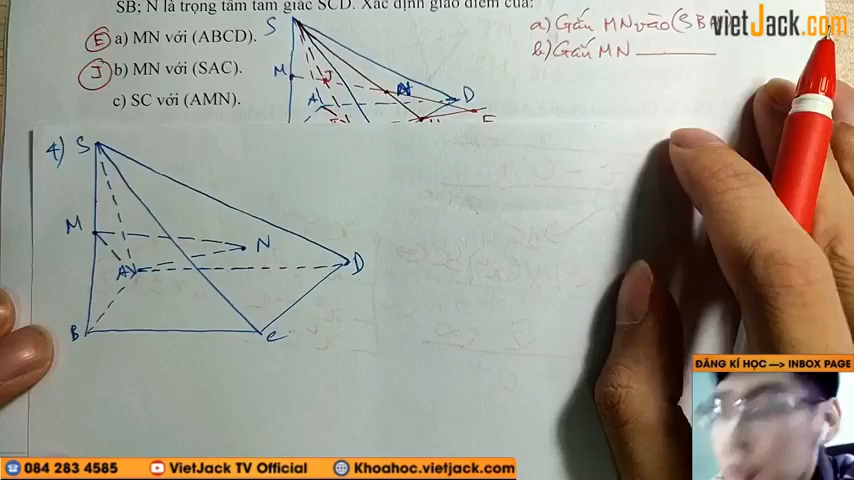 SB; N là trọng tâm tam giác SCD. Xác định giao điểm của:
E a) MN với (ABCD).
J b) MN với (SAC).
c) SC với (AMN).
S
M
J
A
N
D
E
a) Gắn MN vào (SB
b) Gắn MN
vietJack.com
4) S
M
N
A
D
B
C
ĐĂNG KÍ HỌC —> INBOX PAGE
084 283 4585 VietJack TV Official Khoahoc.vietjack.com